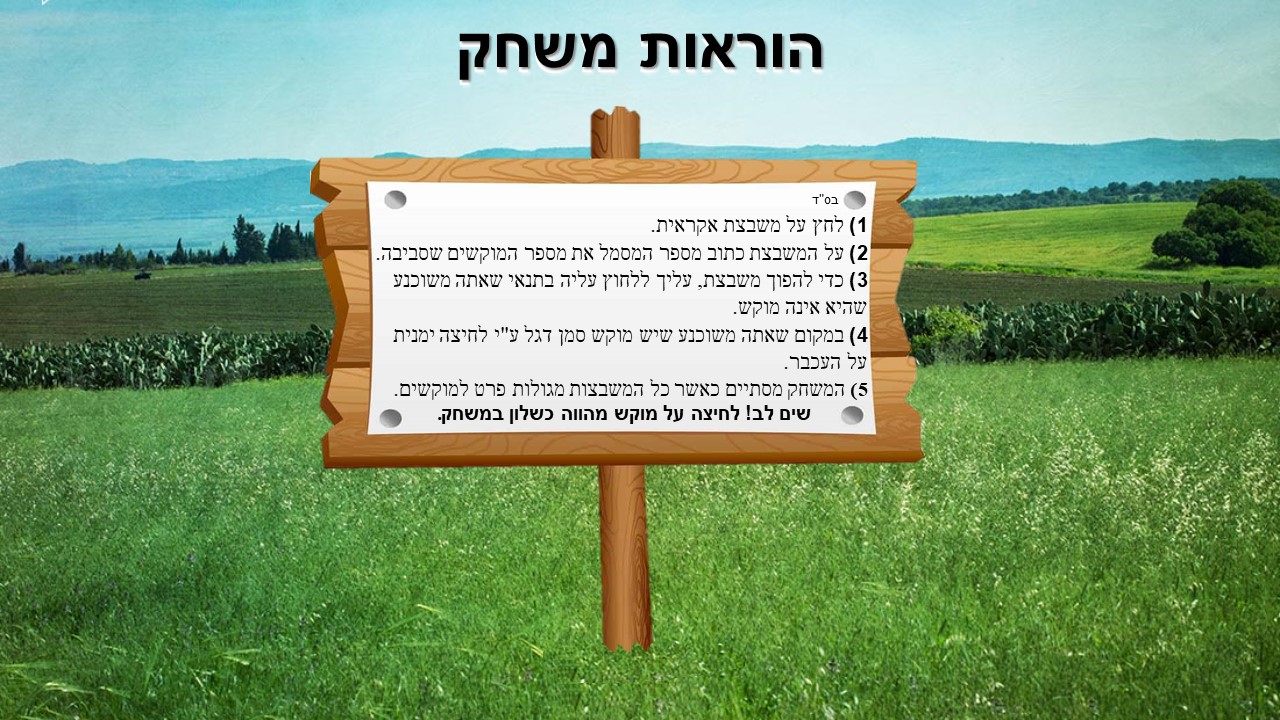 הוראות משחק
בס"ד
1) לחץ על משבצת אקראית.
2) על המשבצת כתוב מספר המסמל את מספר המוקשים שסביבה.
3) כדי להפוך משבצת, עליך ללחוץ עליה בתנאי שאתה משוכנע
שהיא אינה מוקש.
4) במקום שאתה משוכנע שיש מוקש סמן דגל ע"י לחיצה ימנית
על העכבר.
5) המשחק מסתיים כאשר כל המשבצות מגולות פרט למוקשים.
שים לב! לחיצה על מוקש מהווה כשלון במשחק.